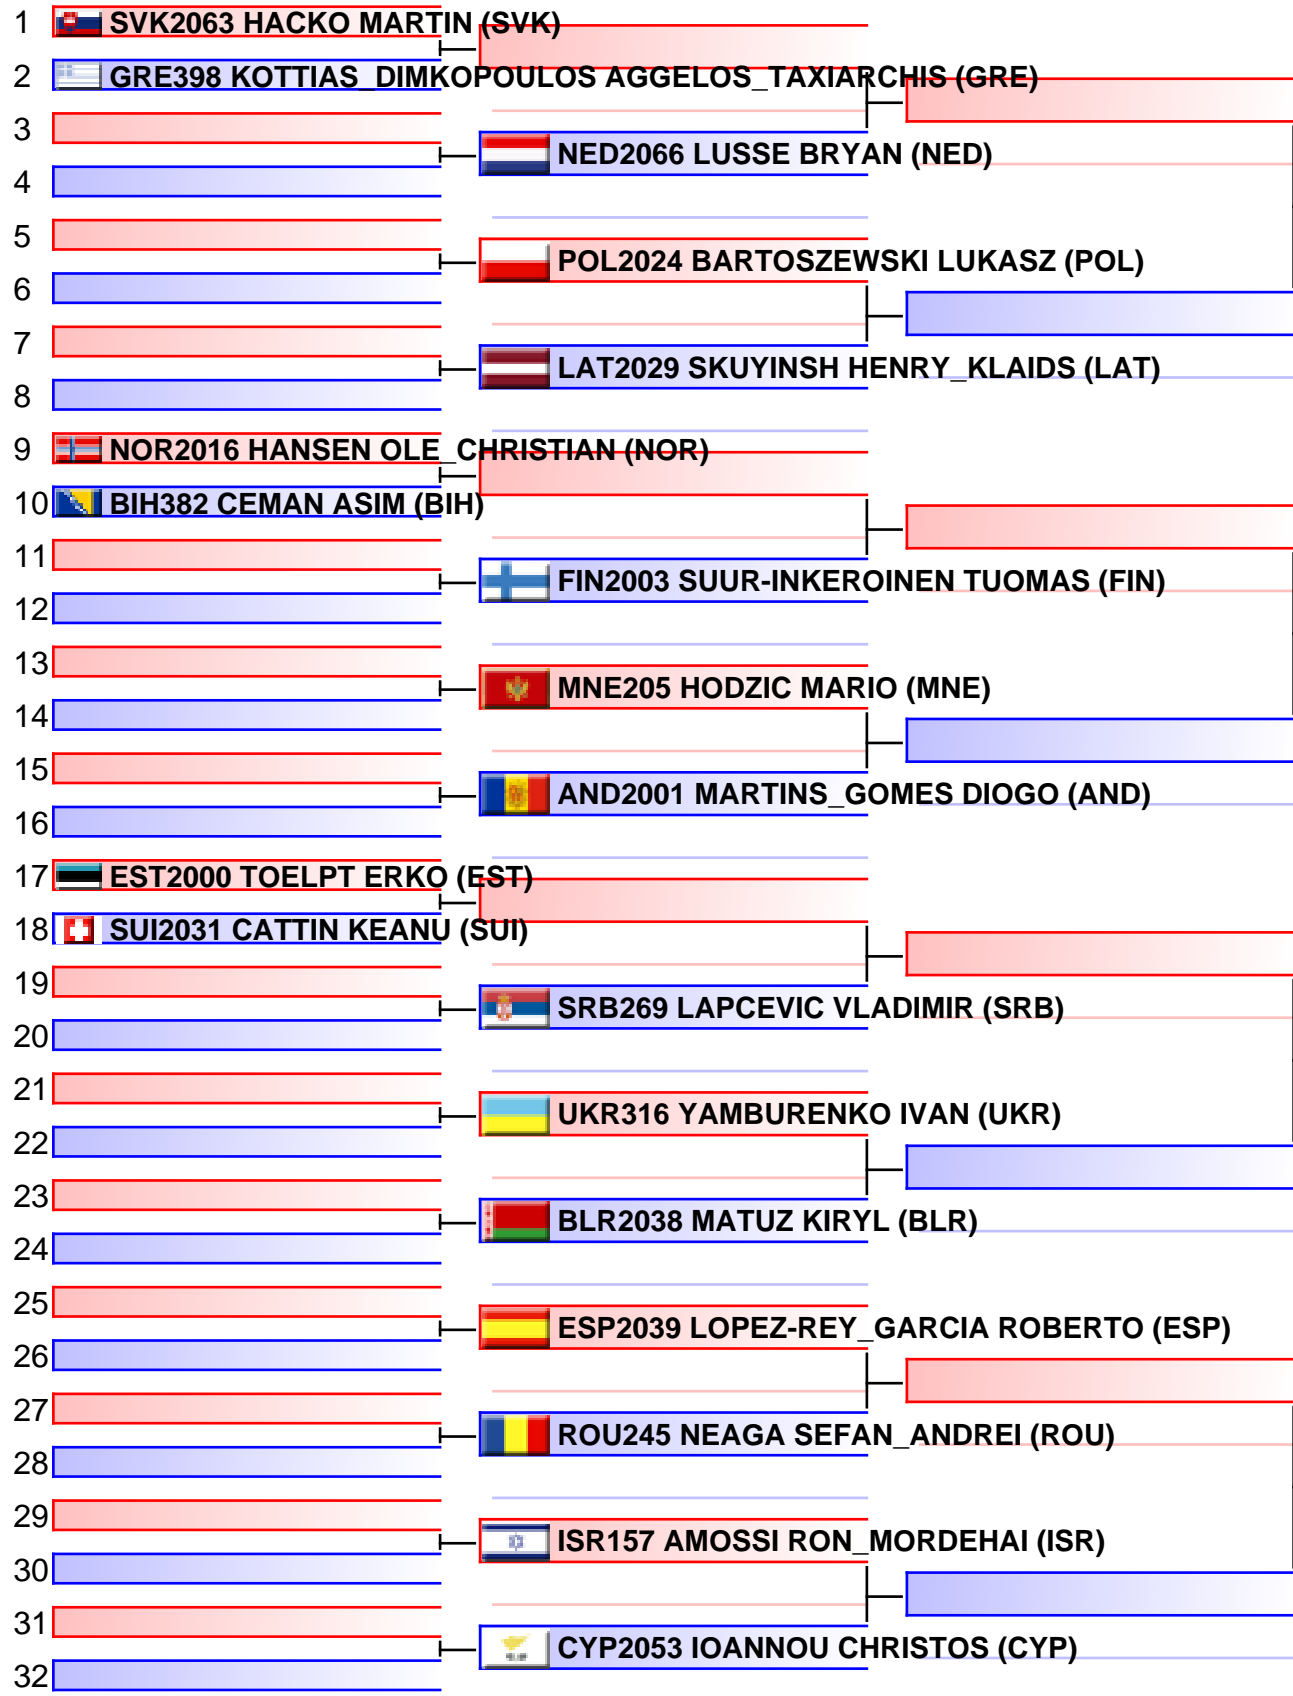 1 SVK2063 HACKO MARTIN (SVK)
2 GRE398 KOTTIAS_DIMKOPOULOS AGGELOS_TAXIARCHIS (GRE)
3
NED2066 LUSSE BRYAN (NED)
4
5
POL2024 BARTOSZEWSKI LUKASZ (POL)
6
7
LAT2029 SKUYINSH HENRY_KLAIDS (LAT)
8
9 NOR2016 HANSEN OLE_CHRISTIAN (NOR)
10 BIH382 CEMAN ASIM (BIH)
11
FIN2003 SUUR-INKEROINEN TUOMAS (FIN)
12
13
MNE205 HODZIC MARIO (MNE)
14
15
AND2001 MARTINS_GOMES DIOGO (AND)
16
17 EST2000 TOELPT ERKO (EST)
18 SUI2031 CATTIN KEANU (SUI)
19
SRB269 LAPCEVIC VLADIMIR (SRB)
20
21
UKR316 YAMBURENKO IVAN (UKR)
22
23
BLR2038 MATUZ KIRYL (BLR)
24
25
ESP2039 LOPEZ-REY_GARCIA ROBERTO (ESP)
26
27
ROU245 NEAGA SEFAN_ANDREI (ROU)
28
29
ISR157 AMOSSI RON_MORDEHAI (ISR)
30
31
CYP2053 IOANNOU CHRISTOS (CYP)
32